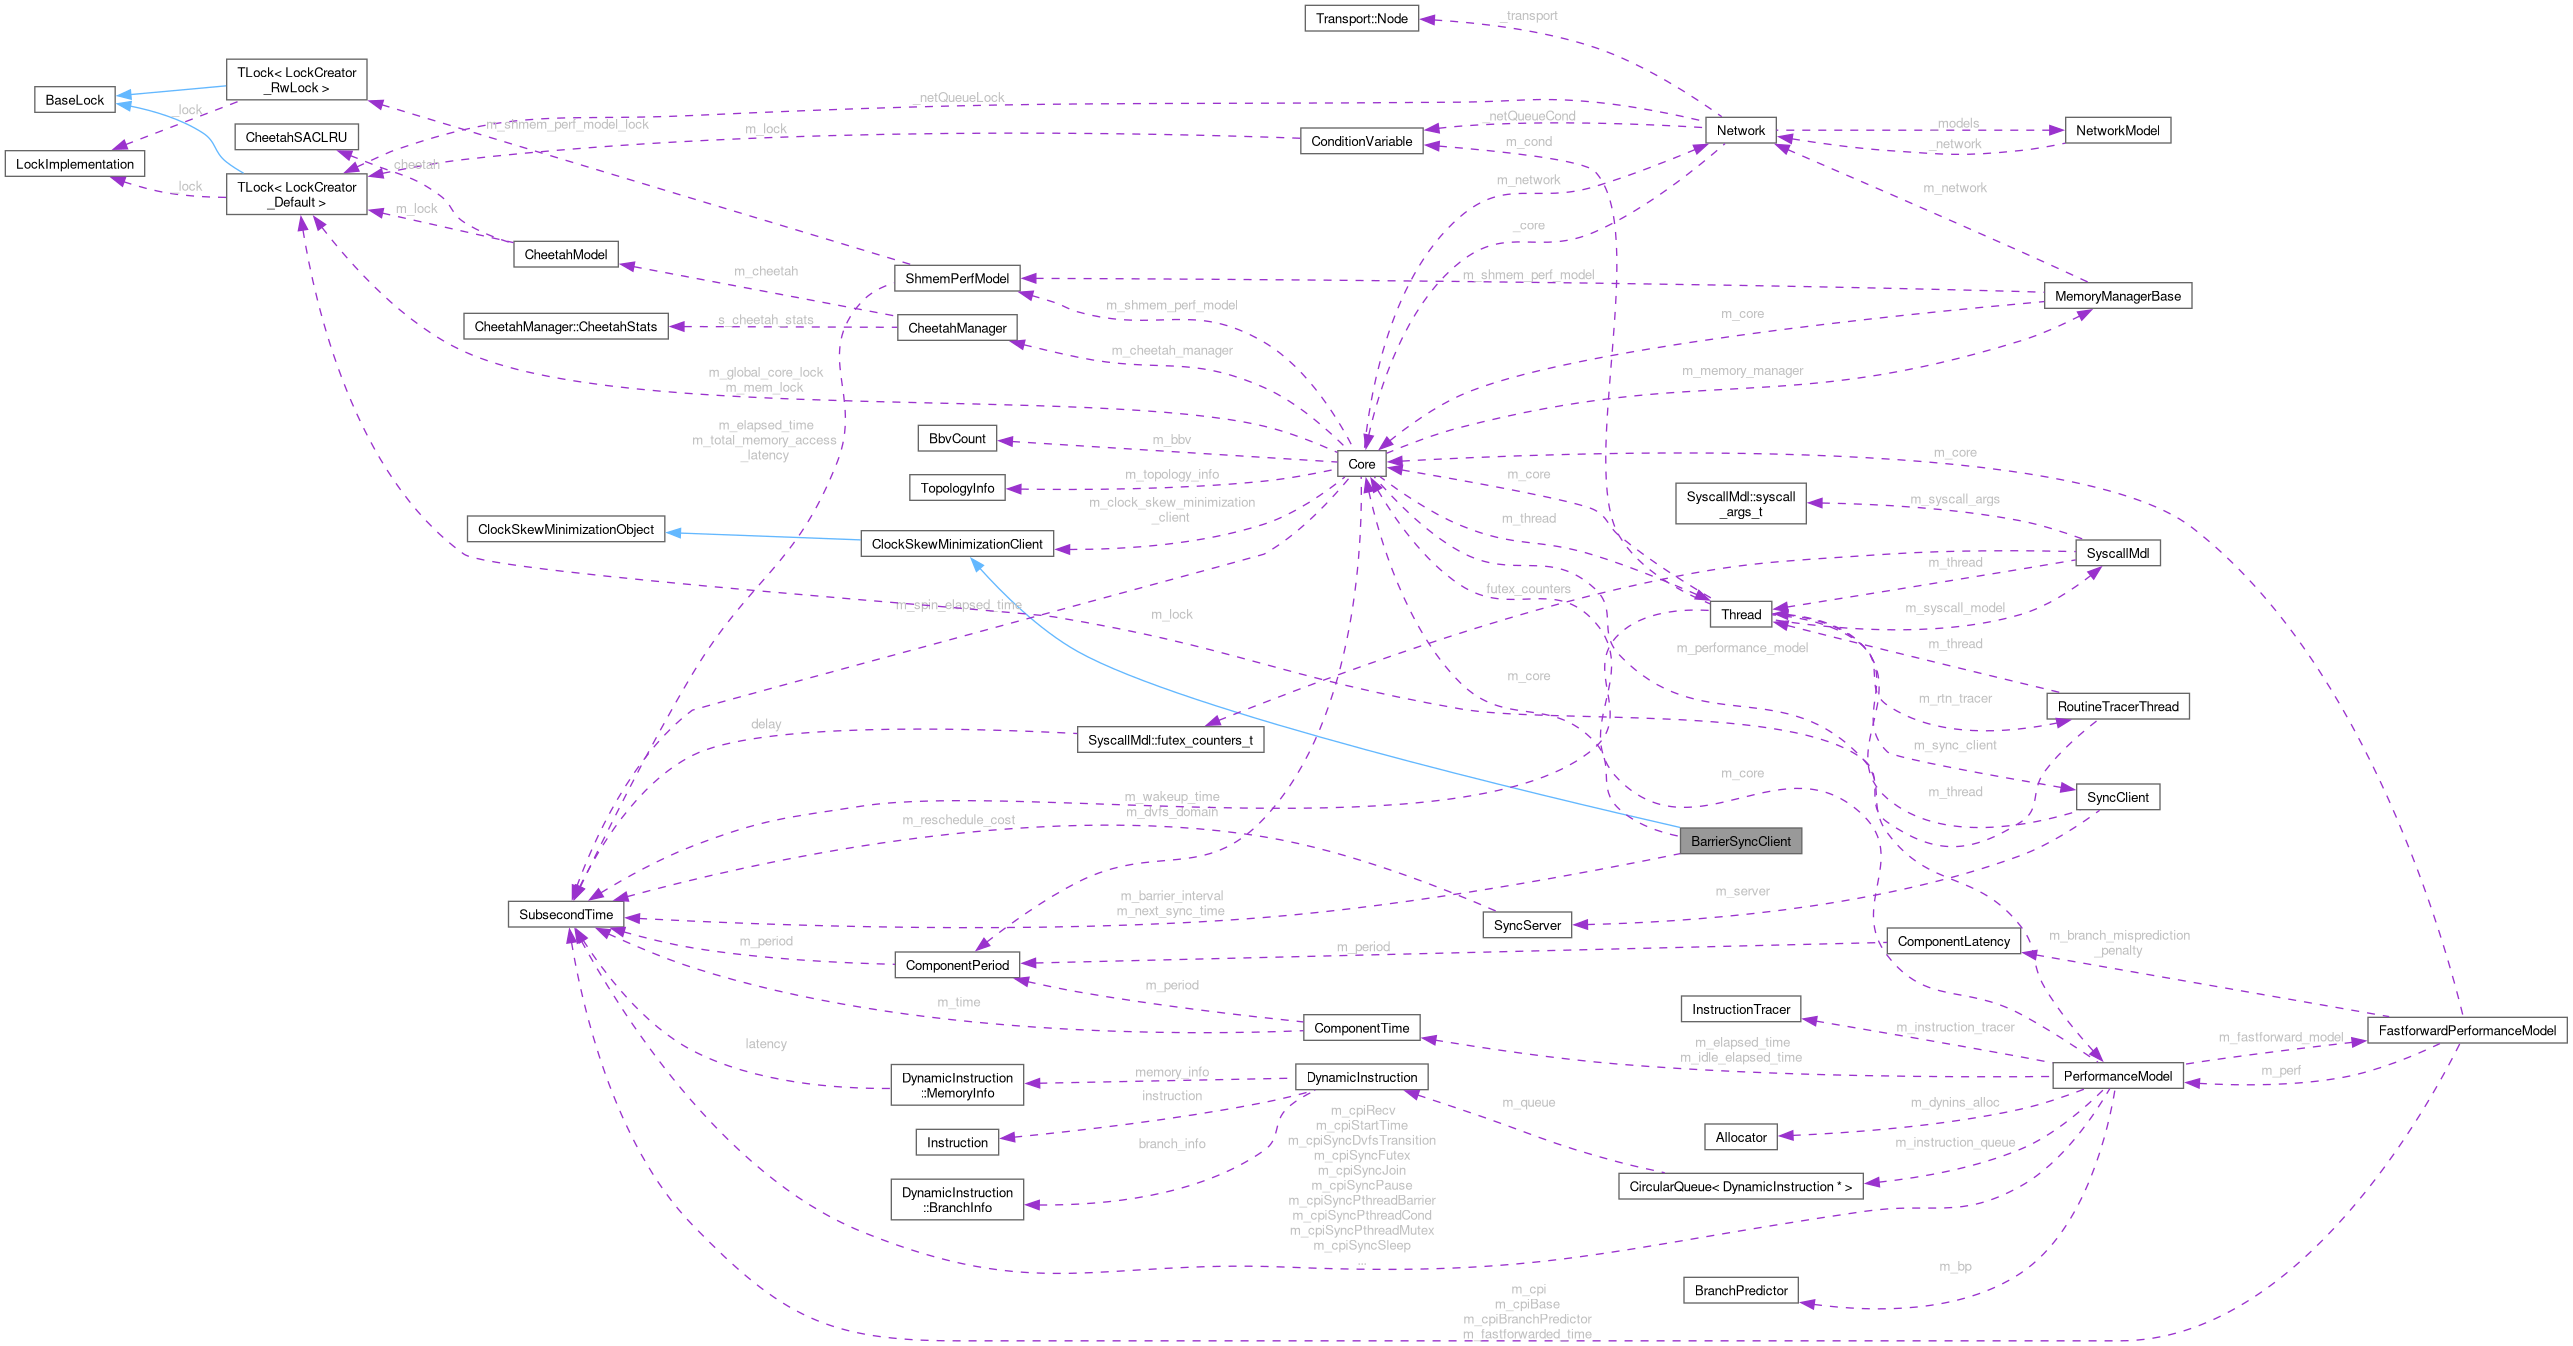 Transport::Node
_transport
TLock< LockCreator
_RwLock >
BaseLock
_lock
_netQueueLock
m_shmem_perf_model_lock
m_lock
_netQueueCond
Network
_models
NetworkModel
CheetahSACLRU
ConditionVariable
m_cond
_network
LockImplementation
cheetah
_lock
TLock< LockCreator
_Default >
m_network
m_network
m_lock
_core
CheetahModel
m_cheetah
ShmemPerfModel
m_shmem_perf_model
MemoryManagerBase
m_shmem_perf_model
m_core
CheetahManager::CheetahStats
s_cheetah_stats
CheetahManager
m_cheetah_manager
m_global_core_lock
m_mem_lock
m_memory_manager
m_elapsed_time
m_total_memory_access
_latency
BbvCount
m_bbv
Core
m_core
TopologyInfo
m_topology_info
m_core
SyscallMdl::syscall
_args_t
m_syscall_args
m_clock_skew_minimization
_client
m_thread
ClockSkewMinimizationObject
ClockSkewMinimizationClient
SyscallMdl
m_thread
futex_counters
m_spin_elapsed_time
m_lock
Thread
m_syscall_model
m_performance_model
m_thread
m_core
m_rtn_tracer
RoutineTracerThread
delay
SyscallMdl::futex_counters_t
m_sync_client
m_core
m_wakeup_time
m_dvfs_domain
m_thread
SyncClient
m_reschedule_cost
BarrierSyncClient
m_barrier_interval
m_next_sync_time
m_server
SubsecondTime
SyncServer
m_period
m_period
ComponentLatency
m_branch_misprediction
_penalty
ComponentPeriod
m_time
m_period
InstructionTracer
ComponentTime
m_instruction_tracer
m_fastforward_model
FastforwardPerformanceModel
latency
m_elapsed_time
m_idle_elapsed_time
DynamicInstruction
::MemoryInfo
memory_info
DynamicInstruction
PerformanceModel
m_perf
instruction
m_queue
m_dynins_alloc
Instruction
branch_info
m_cpiRecv
m_cpiStartTime
m_cpiSyncDvfsTransition
m_cpiSyncFutex
m_cpiSyncJoin
m_cpiSyncPause
m_cpiSyncPthreadBarrier
m_cpiSyncPthreadCond
m_cpiSyncPthreadMutex
m_cpiSyncSleep
...
Allocator
m_instruction_queue
DynamicInstruction
::BranchInfo
CircularQueue< DynamicInstruction * >
m_bp
BranchPredictor
m_cpi
m_cpiBase
m_cpiBranchPredictor
m_fastforwarded_time